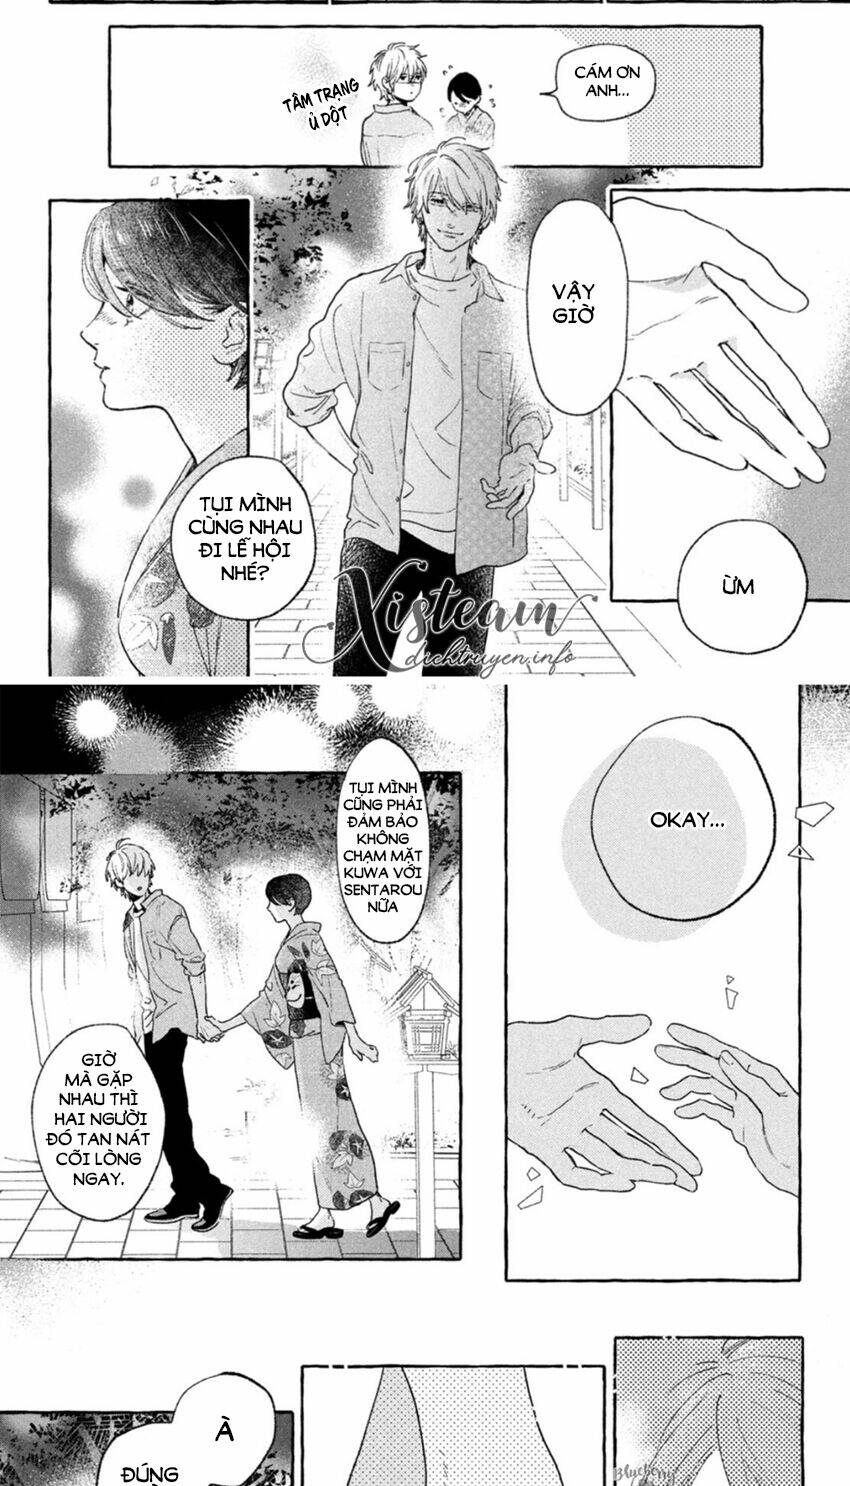 CÁM ƠN
ANH...
TÂM TRẠNG
Ủ DỘT
VẬY
GIỜ
TỤI MÌNH
CÙNG NHAU
ĐI LỄ HỘI
NHÉ?
ỪM
Xisteam
dichtruyen.info
OKAY...
TỤI MÌNH
CŨNG PHẢI
ĐẢM BẢO
KHÔNG
CHẠM MẶT
KUWA VỚI
SENTAROU
NỮA
GIỜ
MÀ GẶP
NHAU THÌ
HAI NGƯỜI
ĐÓ TAN NÁT
CÕI LÒNG
NGAY.
À
ĐÚNG
Blueberry